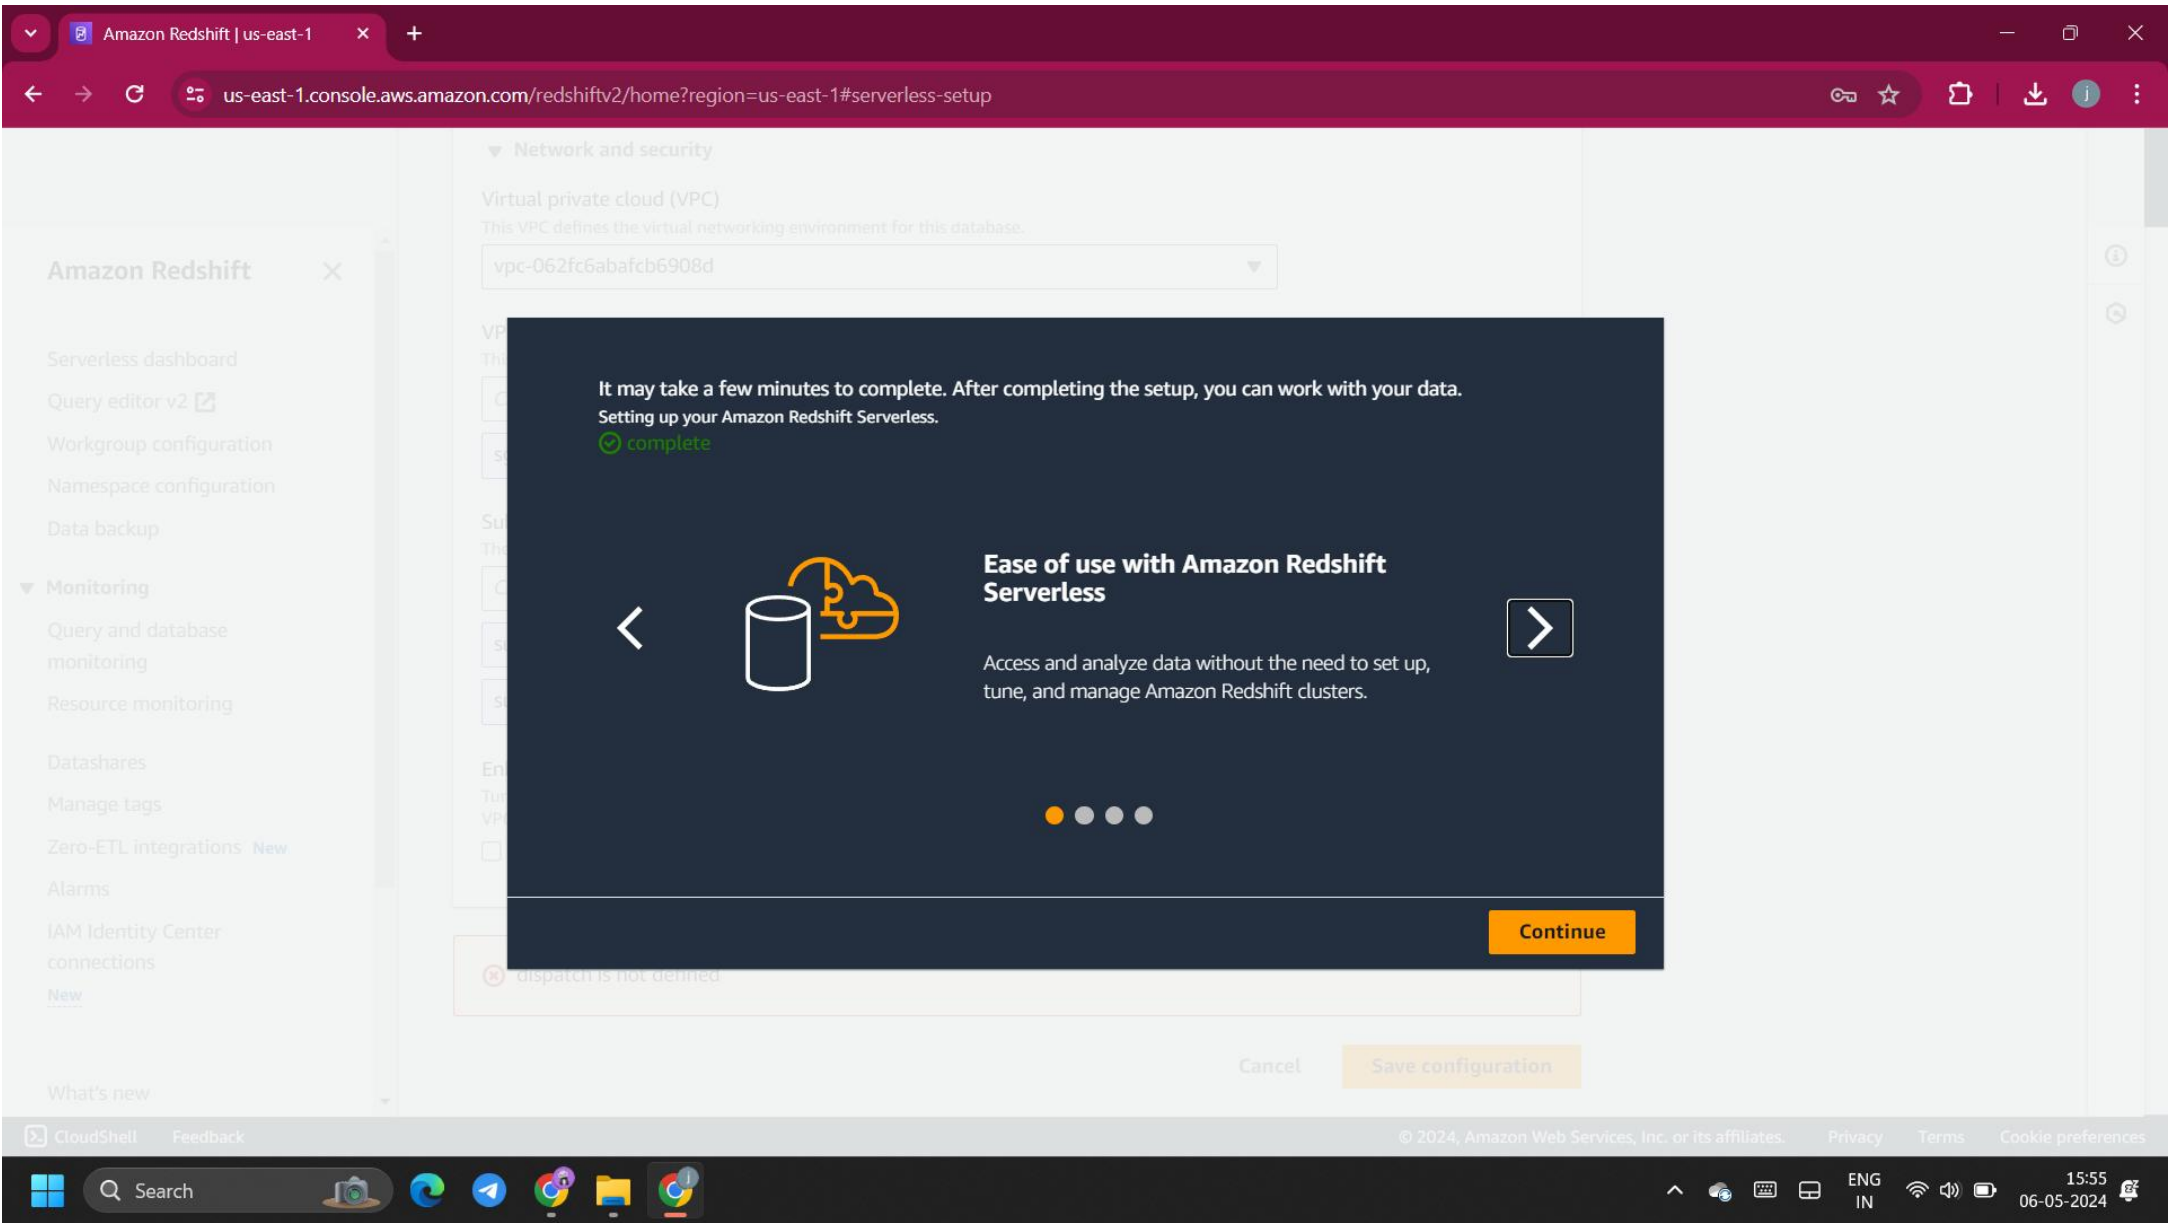 Amazon Redshift | us-east-1
us-east-1.console.aws.amazon.com/redshiftv2/home?region=us-east-1#serverless-setup
Amazon Redshift
Serverless dashboard
Query editor v2
Workgroup configuration
Namespace configuration
Data backup
Monitoring
Query and database
monitoring
Resource monitoring
Datashares
Manage tags
Zero-ETL integrations New
Alarms
IAM Identity Center
connections
New
What's new
Network and security
Virtual private cloud (VPC)
This VPC defines the virtual networking environment for this database.
vpc-062fc6abafcb6908d
It may take a few minutes to complete. After completing the setup, you can work with your data.
Setting up your Amazon Redshift Serverless.
complete
Ease of use with Amazon Redshift
Serverless
Access and analyze data without the need to set up,
tune, and manage Amazon Redshift clusters.
Continue
dispatch is not defined
Cancel
Save configuration
CloudShell
Feedback
© 2024, Amazon Web Services, Inc. or its affiliates.
Privacy
Terms
Cookie preferences
Search
ENG
IN
15:55
06-05-2024